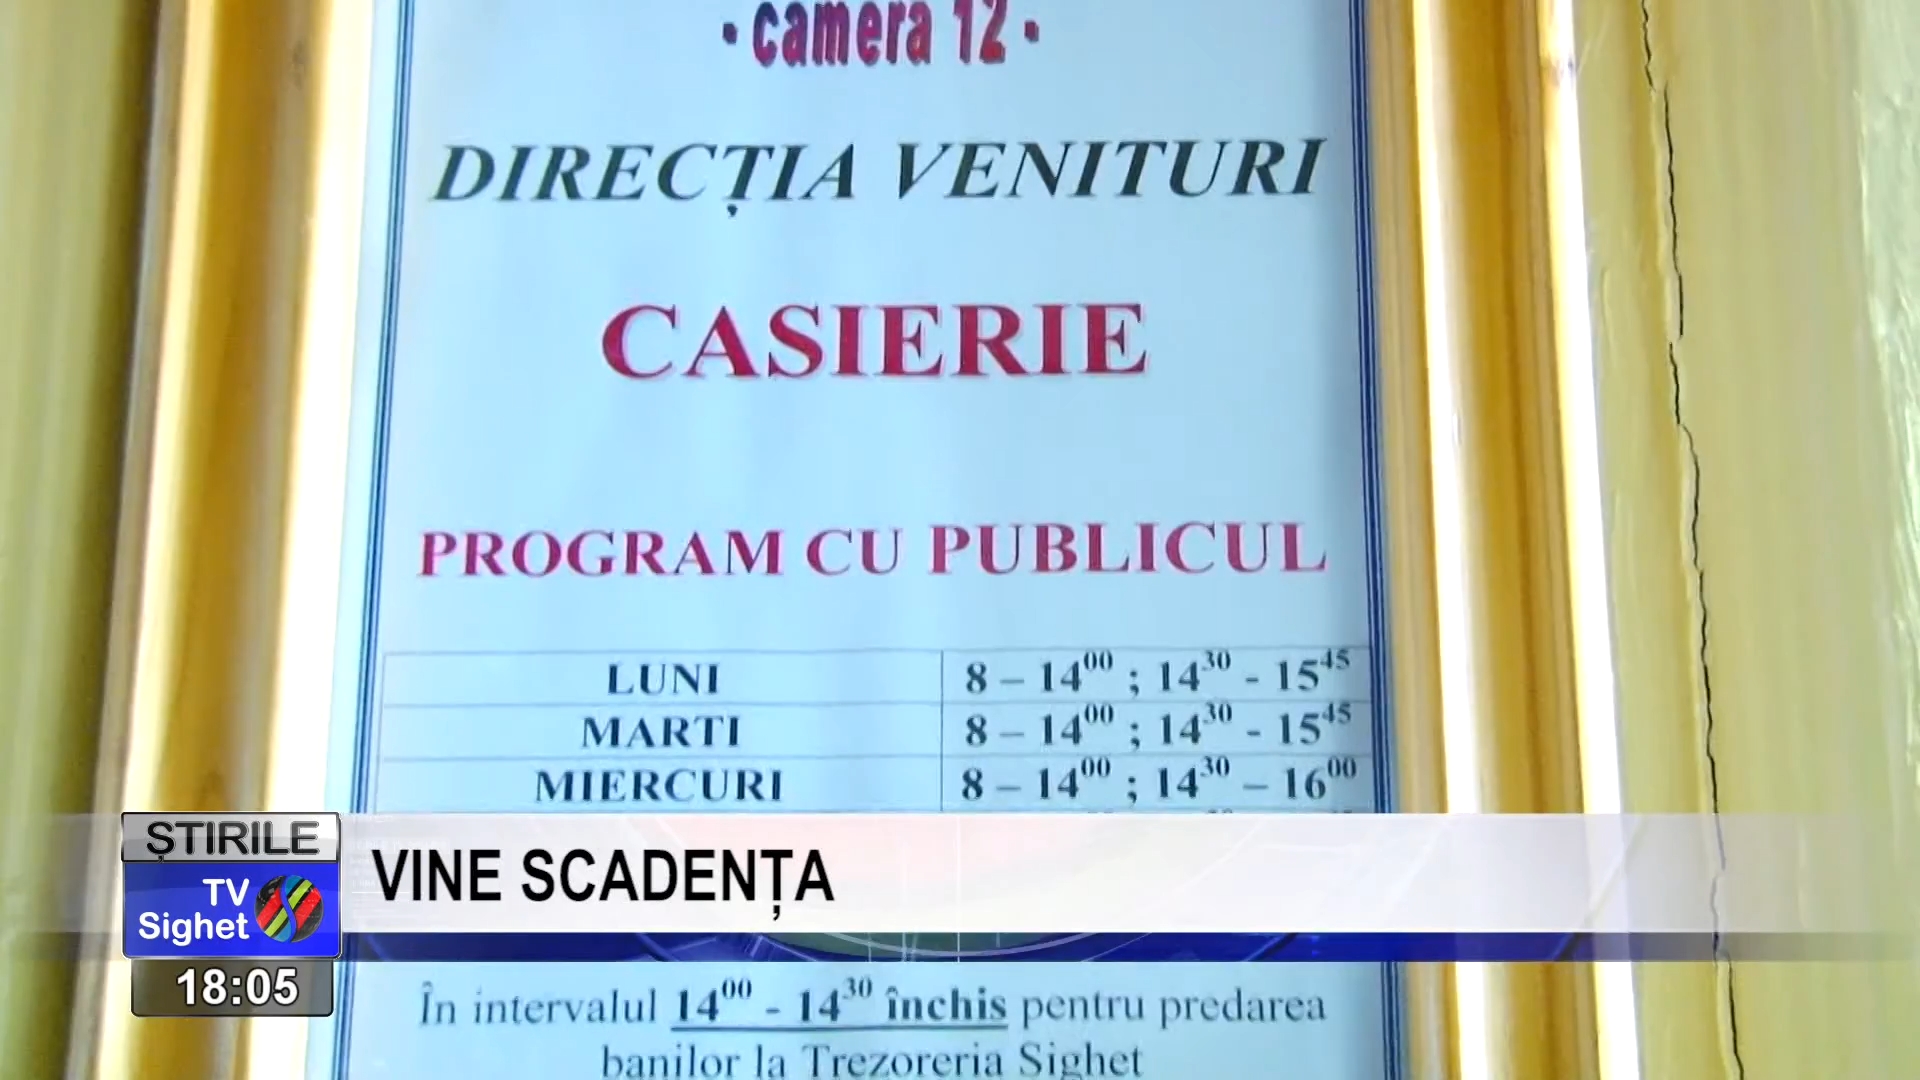 - camera 12 -
DIRECȚIA VENITURI
CASIERIE
PROGRAM CU PUBLICUL
LUNI 8 – 14⁰⁰ ; 14³⁰ - 15⁴⁵
MARTI 8 – 14⁰⁰ ; 14³⁰ - 15⁴⁵
MIERCURI 8 – 14⁰⁰ ; 14³⁰ – 16⁰⁰
ȘTIRILE
TV
Sighet
VINE SCADENȚA
18:05
În intervalul 14⁰⁰ - 14³⁰ închis pentru predarea
banilor la Trezoreria Sighet